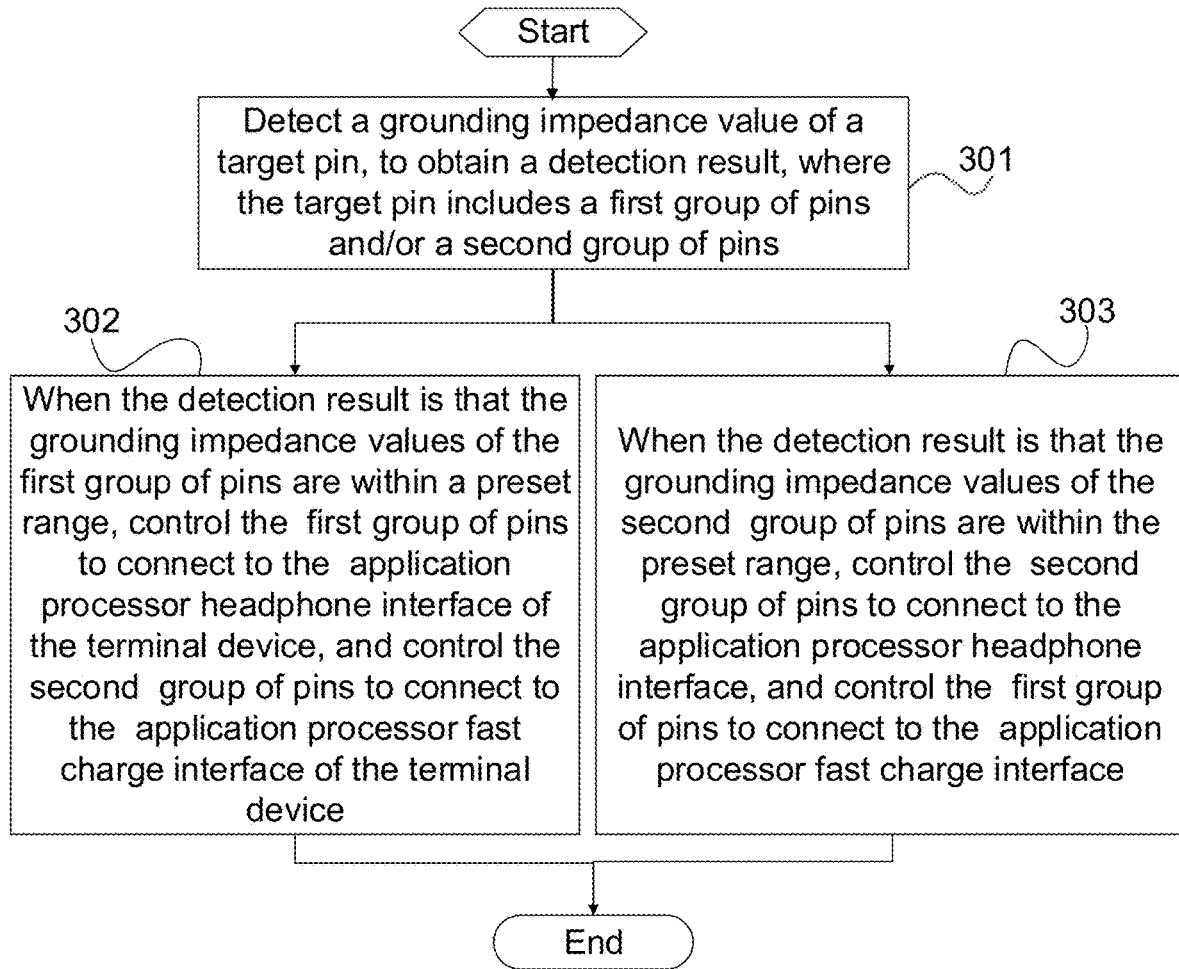 Start
Detect a grounding impedance value of a
target pin, to obtain a detection result, where
the target pin includes a first group of pins
and/or a second group of pins
301
302
When the detection result is that the
grounding impedance values of the
first group of pins are within a preset
range, control the first group of pins
to connect to the application
processor headphone interface of
the terminal device, and control the
second group of pins to connect to
the application processor fast
charge interface of the terminal
device
303
When the detection result is that the
grounding impedance values of the
second group of pins are within the
preset range, control the second
group of pins to connect to the
application processor headphone
interface, and control the first group
of pins to connect to the application
processor fast charge interface
End